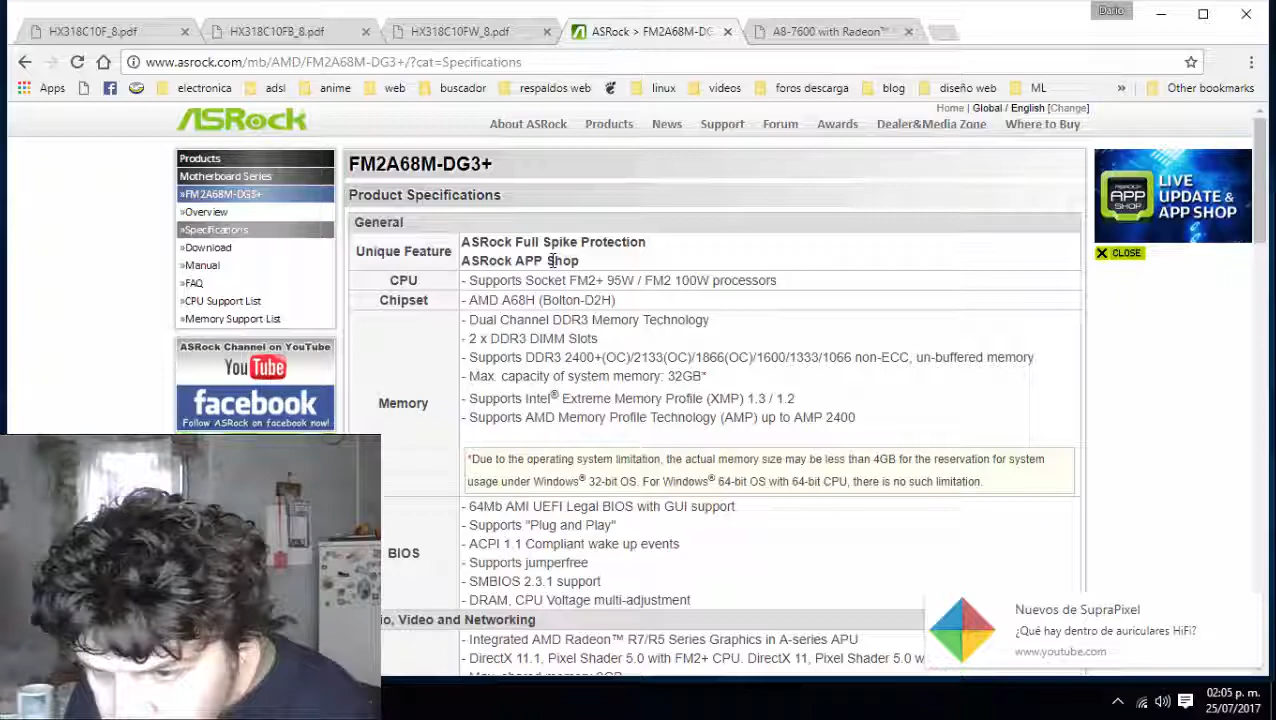 Dario
HX318C10F_8.pdf
HX318C10FB_8.pdf
HX318C10FW_8.pdf
ASRock > FM2A68M-DG
A8-7600 with Radeon™
www.asrock.com/mb/AMD/FM2A68M-DG3+/?cat=Specifications
Apps
electronica
adsl
anime
web
buscador
respaldos web
linux
videos
foros descarga
blog
diseño web
ML
»
Other bookmarks
ASRock
Home | Global / English [Change]
About ASRock
Products
News
Support
Forum
Awards
Dealer&Media Zone
Where to Buy
Products
Motherboard Series
»FM2A68M-DG3+
»Overview
»Specifications
»Download
»Manual
»FAQ
»CPU Support List
»Memory Support List
ASRock Channel on YouTube
YouTube
facebook
Follow ASRock on facebook now!
FM2A68M-DG3+
Product Specifications
General
Unique Feature
ASRock Full Spike Protection
ASRock APP Shop
CPU
- Supports Socket FM2+ 95W / FM2 100W processors
Chipset
- AMD A68H (Bolton-D2H)
Memory
- Dual Channel DDR3 Memory Technology
- 2 x DDR3 DIMM Slots
- Supports DDR3 2400+(OC)/2133(OC)/1866(OC)/1600/1333/1066 non-ECC, un-buffered memory
- Max. capacity of system memory: 32GB*
- Supports Intel® Extreme Memory Profile (XMP) 1.3 / 1.2
- Supports AMD Memory Profile Technology (AMP) up to AMP 2400
*Due to the operating system limitation, the actual memory size may be less than 4GB for the reservation for system
usage under Windows® 32-bit OS. For Windows® 64-bit OS with 64-bit CPU, there is no such limitation.
BIOS
- 64Mb AMI UEFI Legal BIOS with GUI support
- Supports "Plug and Play"
- ACPI 1.1 Compliant wake up events
- Supports jumperfree
- SMBIOS 2.3.1 support
- DRAM, CPU Voltage multi-adjustment
io, Video and Networking
- Integrated AMD Radeon™ R7/R5 Series Graphics in A-series APU
- DirectX 11.1, Pixel Shader 5.0 with FM2+ CPU. DirectX 11, Pixel Shader 5.0 w
ASROCK
APP
SHOP
LIVE
UPDATE &
APP SHOP
X CLOSE
Nuevos de SupraPixel
¿Qué hay dentro de auriculares HiFi?
www.youtube.com
02:05 p. m.
25/07/2017